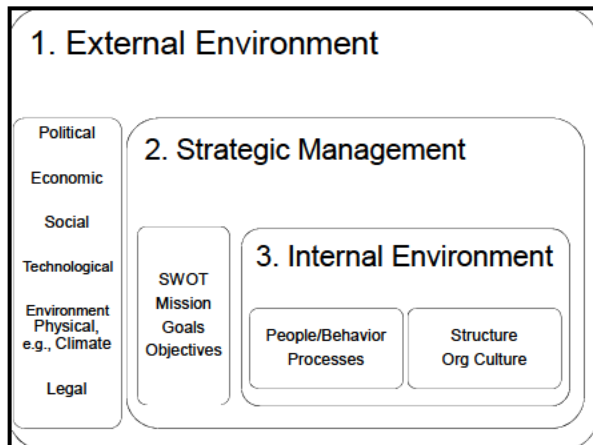 1. External Environment
Political
Economic
Social
Technological
Environment
Physical,
e.g., Climate
Legal
2. Strategic Management
SWOT
Mission
Goals
Objectives
3. Internal Environment
People/Behavior
Processes
Structure
Org Culture